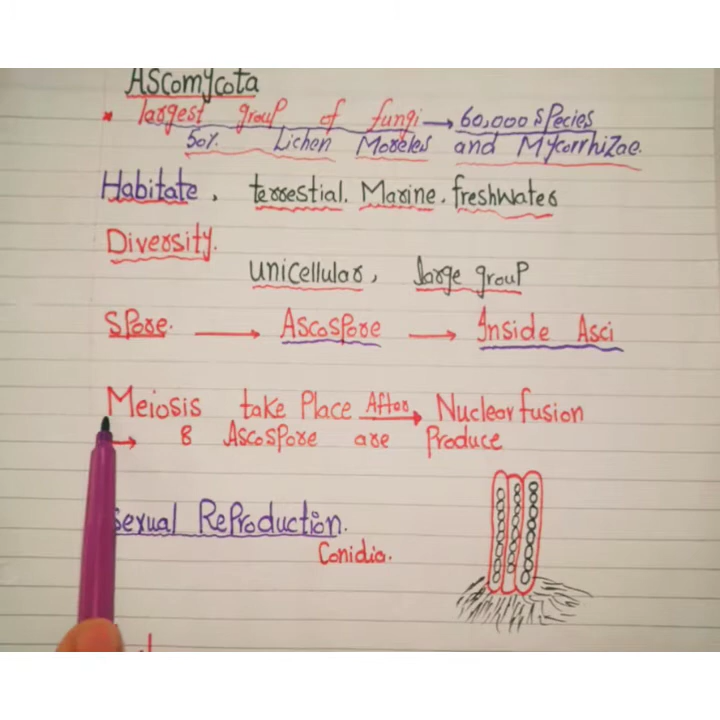 Ascomycota
* largest group of fungi → 60,000 species
50% Lichen Moreles and Mycorrhizae.
Habitate, terrestial. Marine. freshwater
Diversity.
unicellular, large group
Spore. → Ascospore → Inside Asci
Meiosis take Place After → Nuclear fusion
→ 8 Ascospore are Produce
sexual Reproduction.
Conidia.